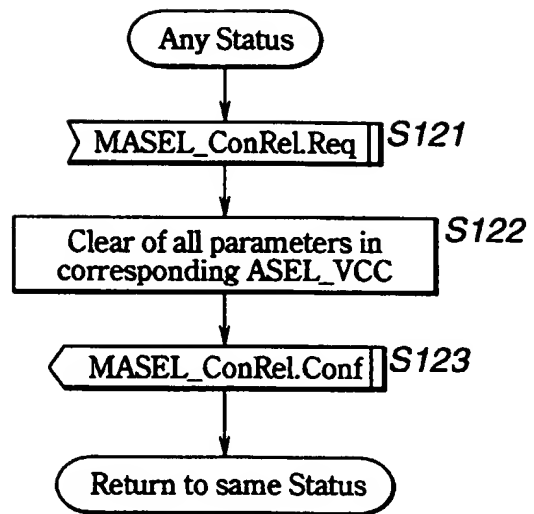 Any Status
MASEL_ConRel.Req S121
Clear of all parameters in S122
corresponding ASEL_VCC
MASEL_ConRel.Conf S123
Return to same Status